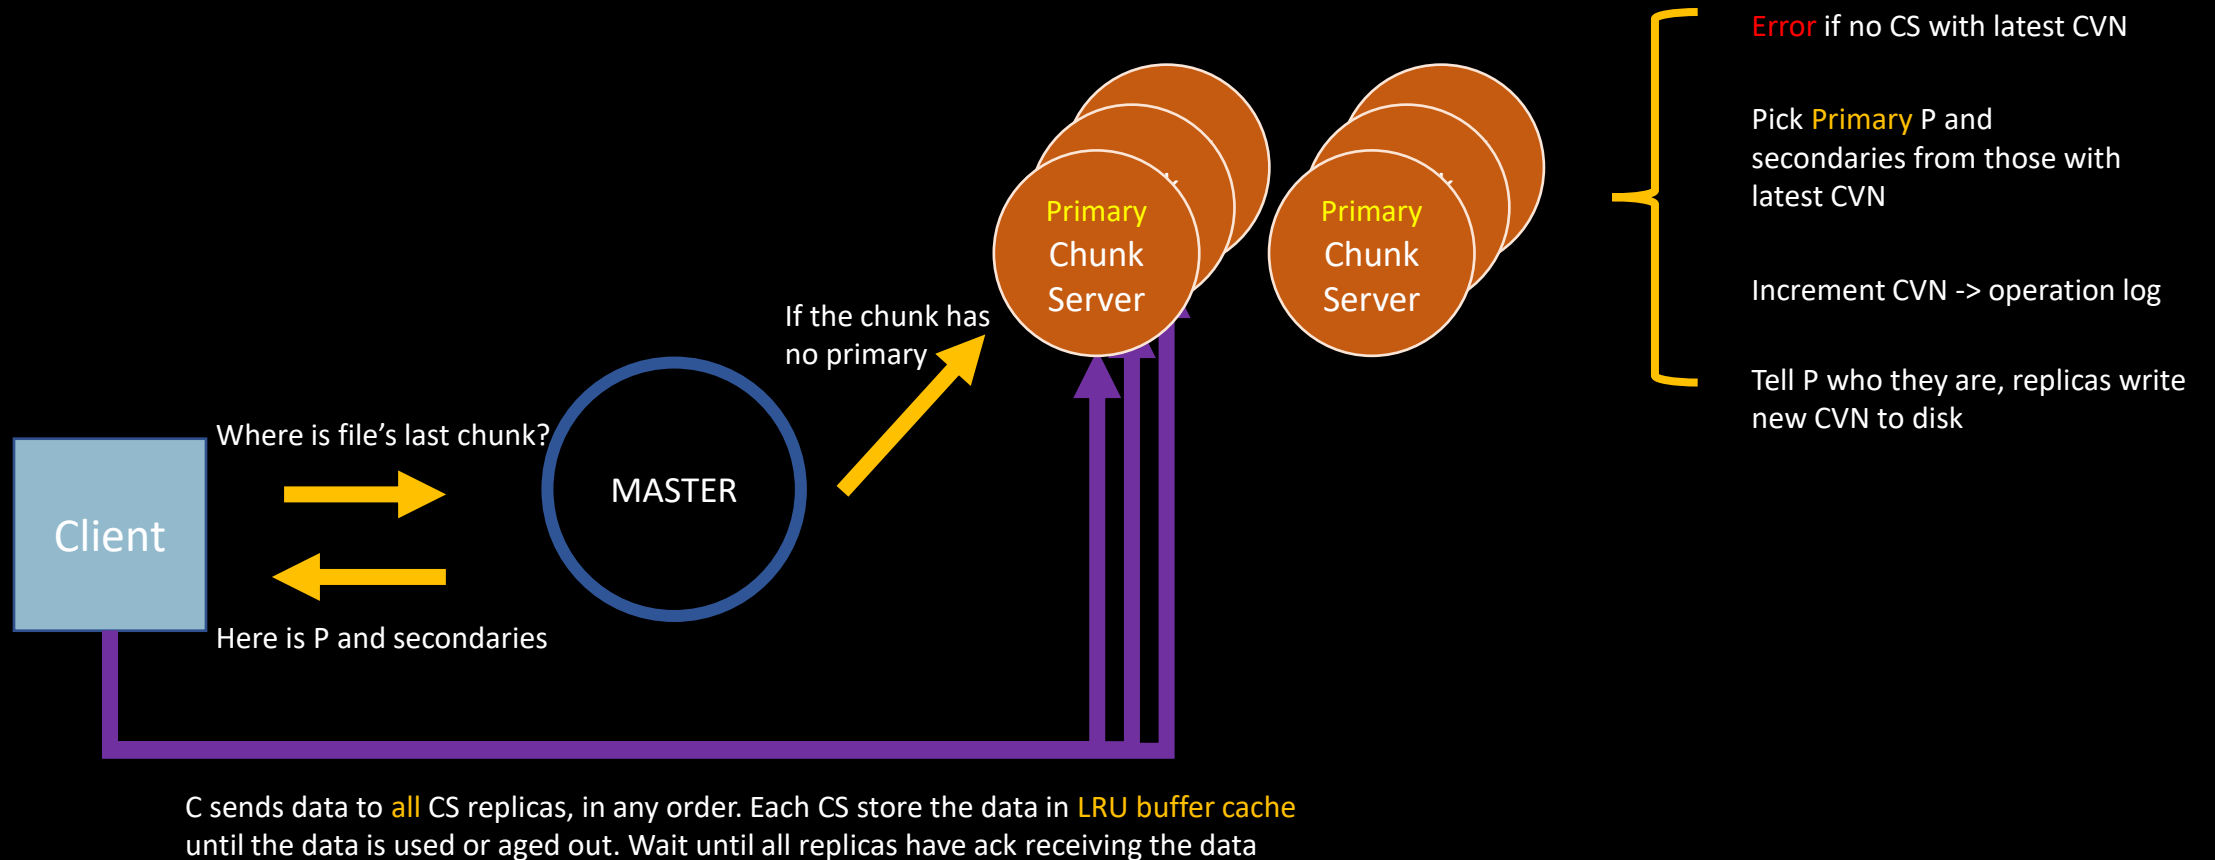 Error if no CS with latest CVN
Pick Primary P and
secondaries from those with
latest CVN
Increment CVN -> operation log
Tell P who they are, replicas write
new CVN to disk
Primary
Chunk
Server
Primary
Chunk
Server
If the chunk has
no primary
Where is file’s last chunk?
MASTER
Client
Here is P and secondaries
C sends data to all CS replicas, in any order. Each CS store the data in LRU buffer cache
until the data is used or aged out. Wait until all replicas have ack receiving the data